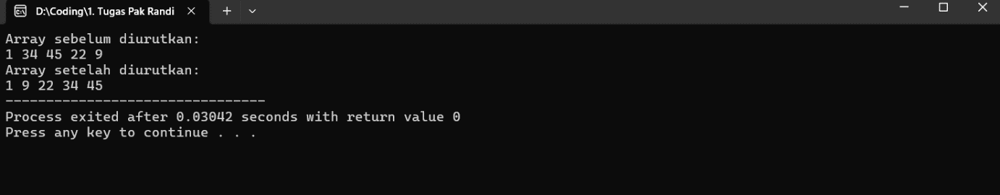 D:\Coding\1. Tugas Pak Randi
Array sebelum diurutkan:
1 34 45 22 9
Array setelah diurutkan:
1 9 22 34 45
--------------------------------
Process exited after 0.03042 seconds with return value 0
Press any key to continue . . .